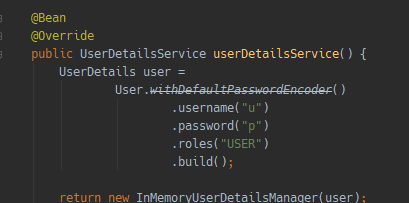 @Bean
@Override
public UserDetailsService userDetailsService() {
UserDetails user =
User.withDefaultPasswordEncoder()
.username("u")
.password("p")
.roles("USER")
.build();
return new InMemoryUserDetailsManager(user);